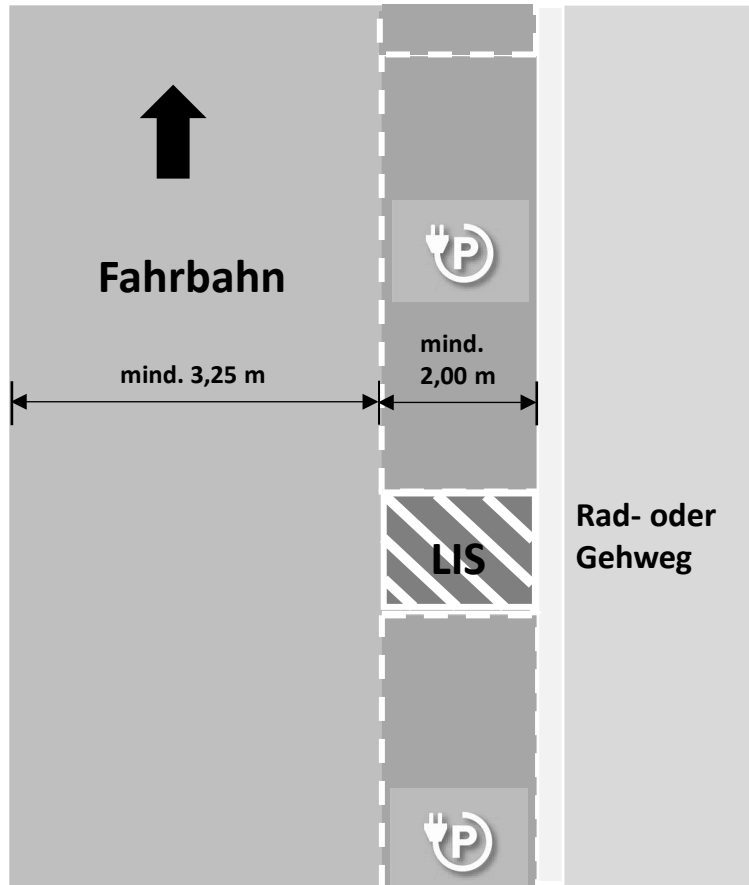 P
Fahrbahn
mind. 3,25 m
mind.
2,00 m
Rad- oder
Gehweg
LIS
P